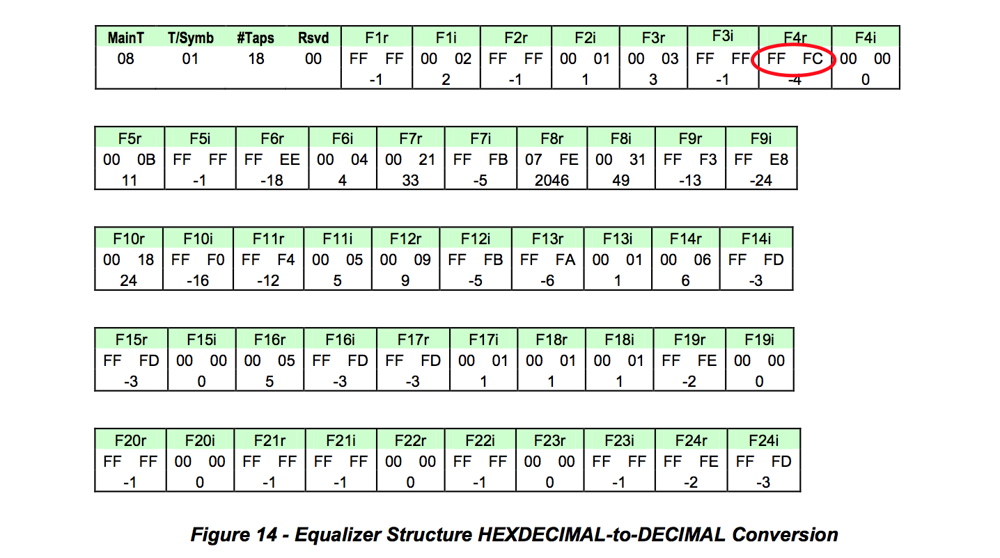 MainT T/Symb #Taps Rsvd F1r F1i F2r F2i F3r F3i F4r F4i
08 01 18 00 FF FF 00 02 FF FF 00 01 00 03 FF FF FF FC 00 00
-1 2 -1 1 3 -1 -4 0
F5r F5i F6r F6i F7r F7i F8r F8i F9r F9i
00 0B FF FF FF EE 00 04 00 21 FF FB 07 FE 00 31 FF F3 FF E8
11 -1 -18 4 33 -5 2046 49 -13 -24
F10r F10i F11r F11i F12r F12i F13r F13i F14r F14i
00 18 FF F0 FF F4 00 05 00 09 FF FB FF FA 00 01 00 06 FF FD
24 -16 -12 5 9 -5 -6 1 6 -3
F15r F15i F16r F16i F17r F17i F18r F18i F19r F19i
FF FD 00 00 00 05 FF FD FF FD 00 01 00 01 00 01 FF FE 00 00
-3 0 5 -3 -3 1 1 1 -2 0
F20r F20i F21r F21i F22r F22i F23r F23i F24r F24i
FF FF 00 00 FF FF FF FF 00 00 FF FF 00 00 FF FF FF FE FF FD
-1 0 -1 -1 0 -1 0 -1 -2 -3
Figure 14 - Equalizer Structure HEXDECIMAL-to-DECIMAL Conversion